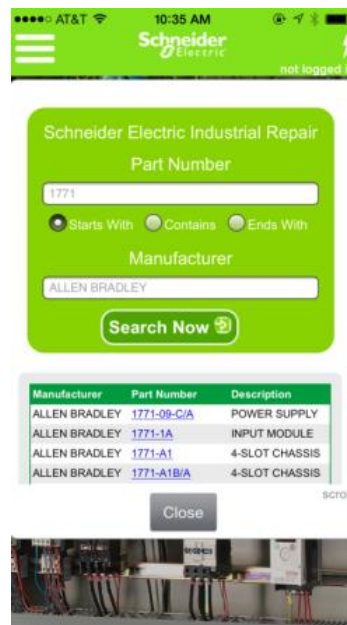 AT&T 10:35 AM
Schneider
Electric
not logged i
Schneider Electric Industrial Repair
Part Number
1771
Starts With Contains Ends With
Manufacturer
ALLEN BRADLEY
Search Now
Manufacturer Part Number Description
ALLEN BRADLEY 1771-09-C/A POWER SUPPLY
ALLEN BRADLEY 1771-1A INPUT MODULE
ALLEN BRADLEY 1771-A1 4-SLOT CHASSIS
ALLEN BRADLEY 1771-A1B/A 4-SLOT CHASSIS
scro
Close